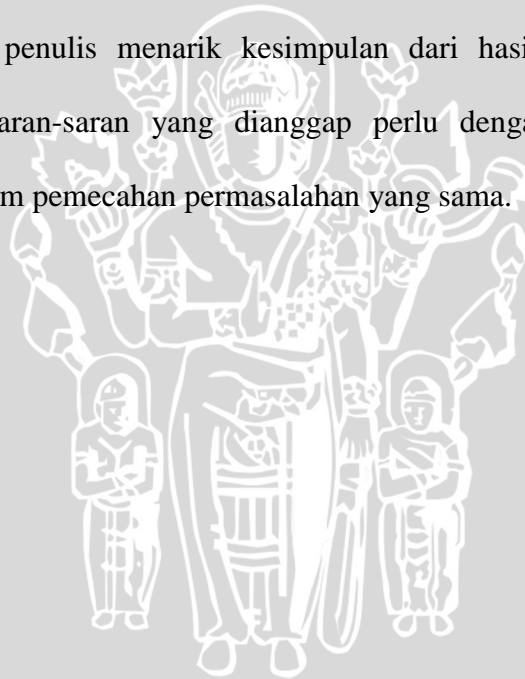 penulis menarik kesimpulan dari hasi
aran-saran yang dianggap perlu denga
m pemecahan permasalahan yang sama.